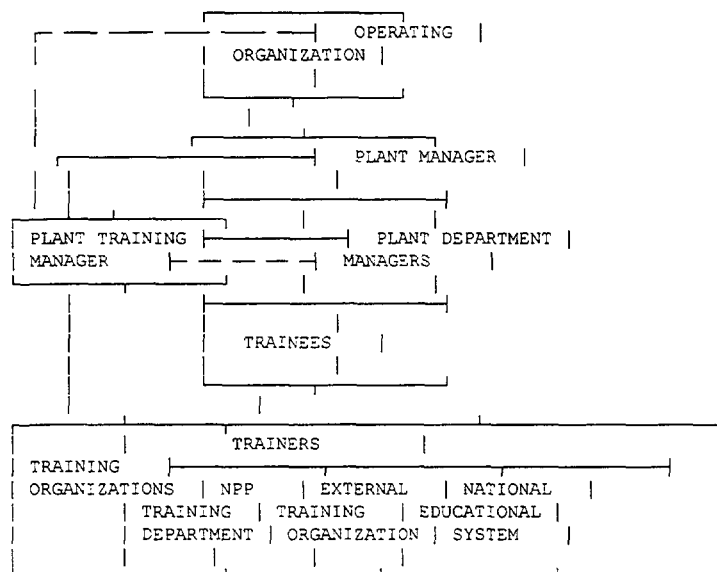 OPERATING
ORGANIZATION
PLANT MANAGER
PLANT TRAINING PLANT DEPARTMENT
MANAGER MANAGERS
TRAINEES
TRAINERS
TRAINING
ORGANIZATIONS NPP EXTERNAL NATIONAL
TRAINING TRAINING EDUCATIONAL
DEPARTMENT ORGANIZATION SYSTEM